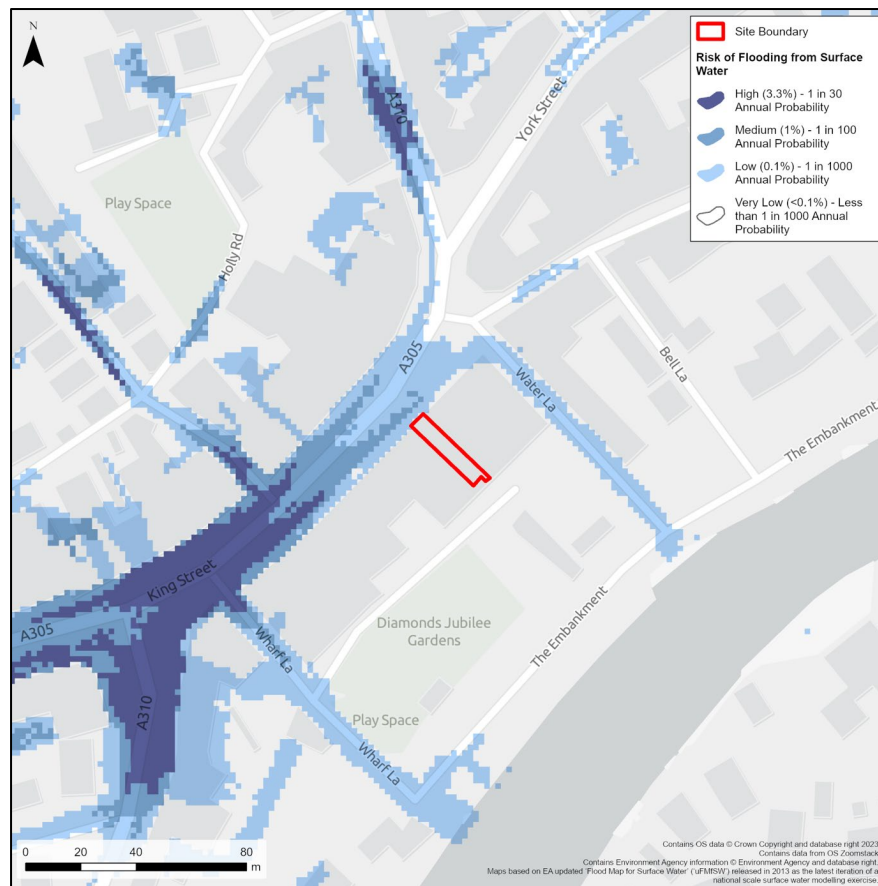 N
Site Boundary
Risk of Flooding from Surface
Water
High (3.3%) - 1 in 30
Annual Probability
Medium (1%) - 1 in 100
Annual Probability
Low (0.1%) - 1 in 1000
Annual Probability
Very Low (<0.1%) - Less
than 1 in 1000 Annual
Probability
A310
York Street
Play Space
Holly Rd
A305
Water La
Bell La
The Embankment
King Street
A305
Wharf La
Diamonds Jubilee
Gardens
The Embankment
A310
Play Space
Wharf La
0 20 40 80
m
Contains OS data © Crown Copyright and database right 2023
Contains data from OS Zoomstack
Contains Environment Agency information © Environment Agency and database right.
Maps based on EA updated 'Flood Map for Surface Water' ('uFMfSW') released in 2013 as the latest iteration of a
national scale surface water modelling exercise.